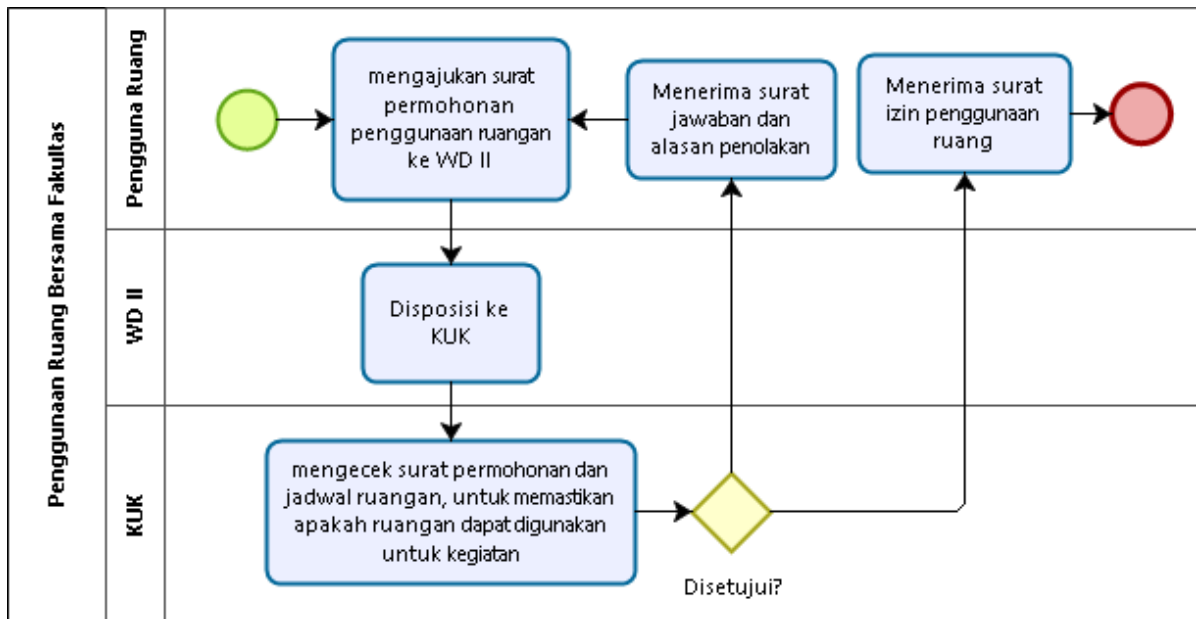 Penggunaan Ruang Bersama Fakultas
Pengguna Ruang
mengajukan surat
permohonan
penggunaan ruangan
ke WD II
Menerima surat
jawaban dan
alasan penolakan
Menerima surat
izin penggunaan
ruang
WD II
Disposisi ke
KUK
KUK
mengecek surat permohonan dan
jadwal ruangan, untuk memastikan
apakah ruangan dapat digunakan
untuk kegiatan
Disetujui?